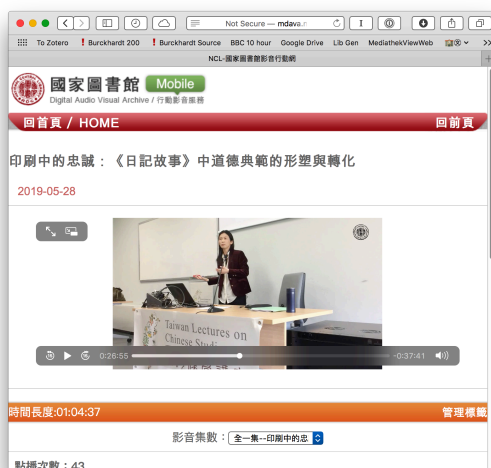 Not Secure — mdava.r
To Zotero ! Burckhardt 200 ! Burckhardt Source BBC 10 hour Google Drive Lib Gen MediathekViewWeb
NCL-國家圖書館影音行動網
國家圖書館 Mobile
Digital Audio Visual Archive / 行動影音服務
回首頁 / HOME 回前頁
印刷中的忠誠：《日記故事》中道德典範的形塑與轉化
2019-05-28
Taiwan Lectures on
Chinese Studi
0:26:55 -0:37:41
時間長度:01:04:37 管理標籤
影音集數： 全一集--印刷中的忠
點播次數：43